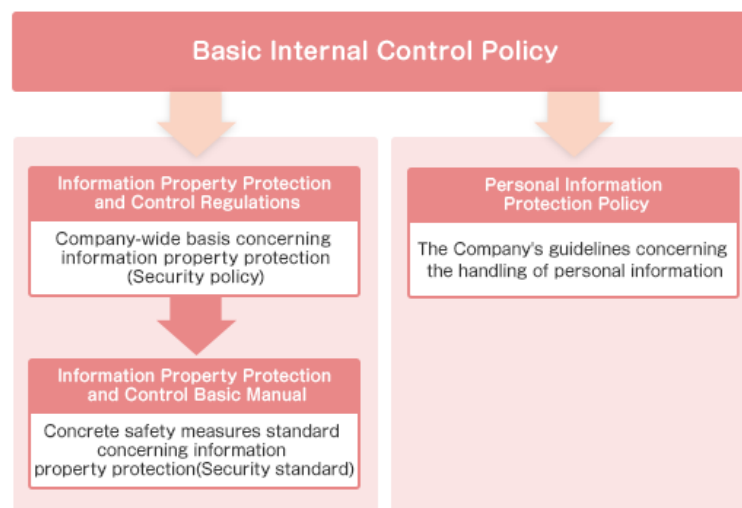 Basic Internal Control Policy
Information Property Protection
and Control Regulations
Company-wide basis concerning
information property protection
(Security policy)
Information Property Protection
and Control Basic Manual
Concrete safety measures standard
concerning information
property protection(Security standard)
Personal Information
Protection Policy
The Company's guidelines concerning
the handling of personal information